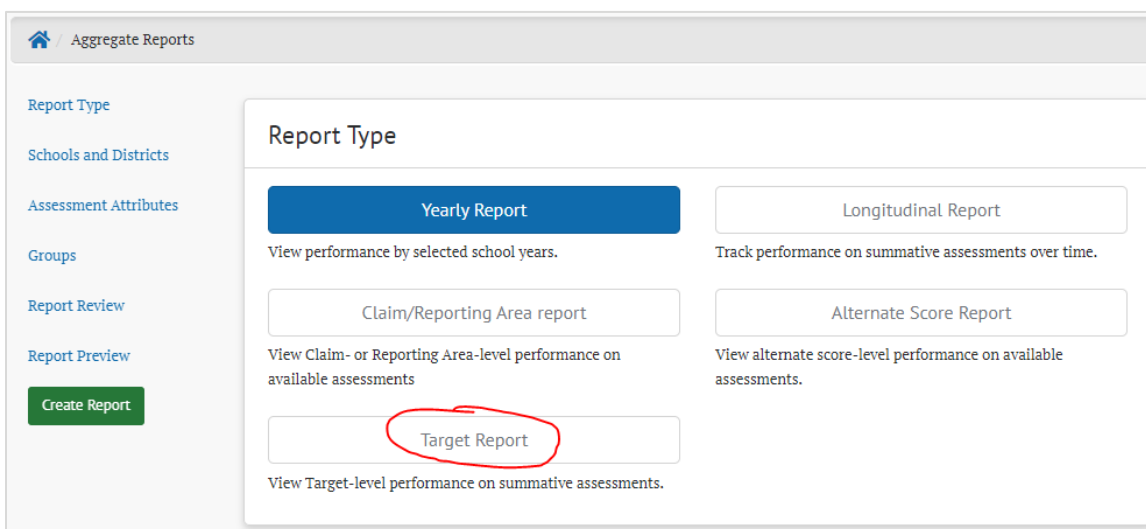 / Aggregate Reports
Report Type
Schools and Districts
Assessment Attributes
Groups
Report Review
Report Preview
Create Report
Report Type
Yearly Report
View performance by selected school years.
Longitudinal Report
Track performance on summative assessments over time.
Claim/Reporting Area report
View Claim- or Reporting Area-level performance on
available assessments
Alternate Score Report
View alternate score-level performance on available
assessments.
Target Report
View Target-level performance on summative assessments.